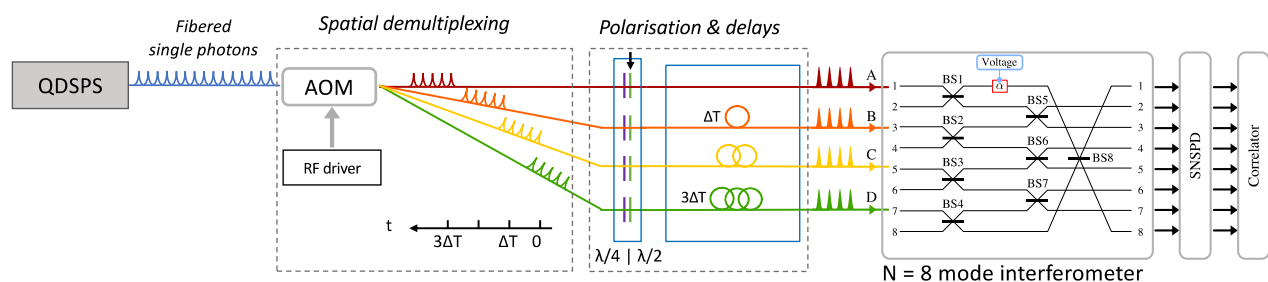 Fibered
single photons
Spatial demultiplexing
Polarisation & delays
QDSPS
AOM
RF driver
t
3ΔT
ΔT
0
ΔT
3ΔT
λ/4 | λ/2
A
B
C
D
Voltage
α
BS1
BS2
BS3
BS4
BS5
BS6
BS7
BS8
1
2
3
4
5
6
7
8
1
2
3
4
5
6
7
8
N = 8 mode interferometer
SNSPD
Correlator